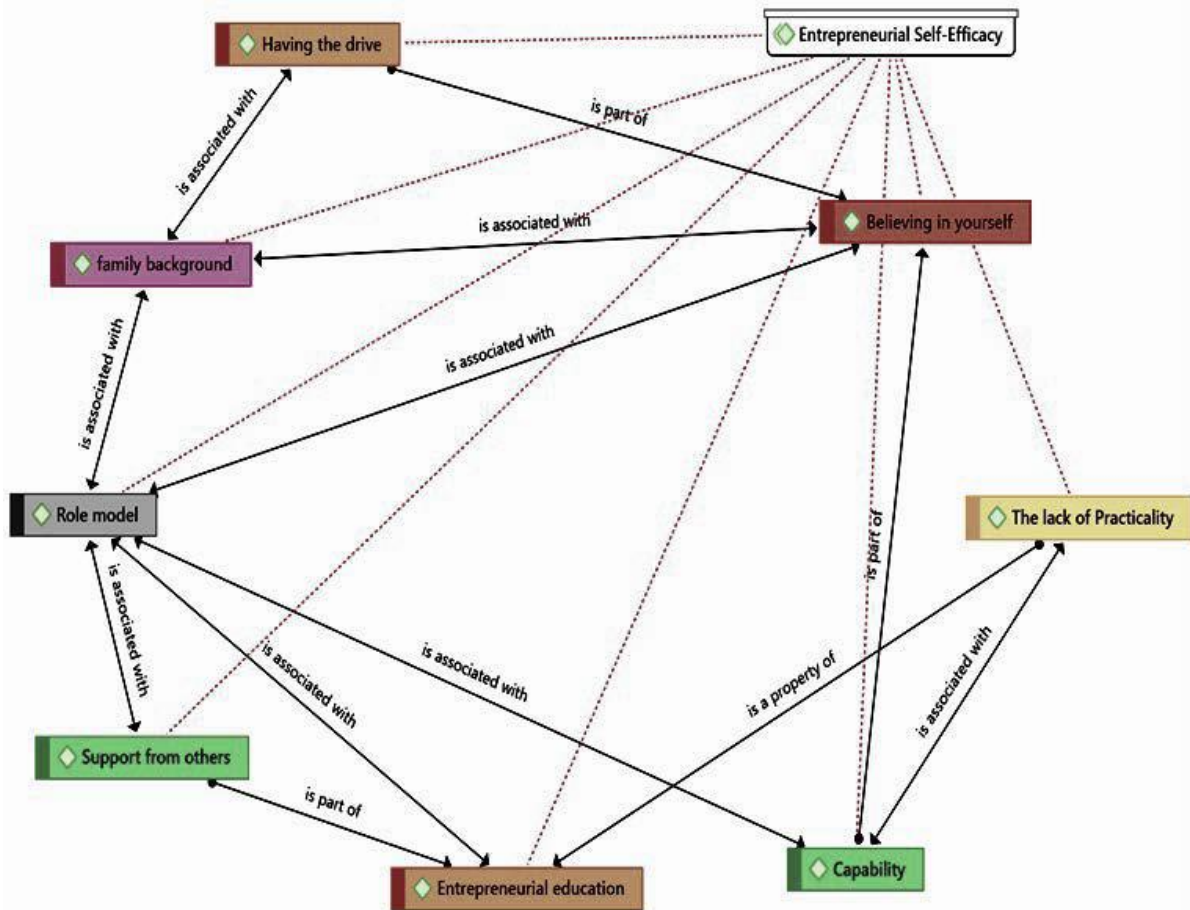 Having the drive
Entrepreneurial Self-Efficacy
is part of
is associated with
is associated with
Believing in yourself
family background
is associated with
is associated with
Role model
The lack of Practicality
is part of
is associated with
is associated with
is associated with
is a property of
is associated with
Support from others
is part of
Entrepreneurial education
Capability